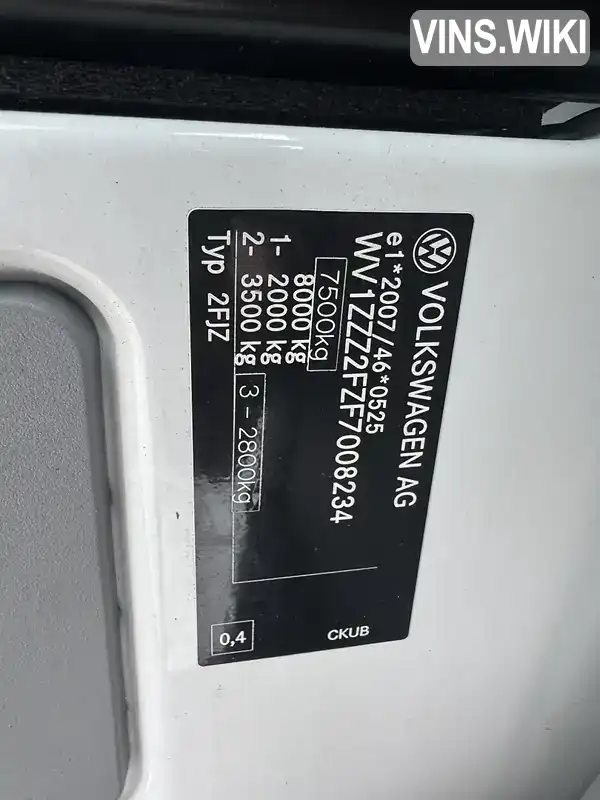 VINS.WIKI
VOLKSWAGEN AG
e1*2007/46*0525
WV1ZZZ2FZF7008234
7500kg
8000 kg
1- 2000 kg
2- 3500 kg
3 - 2800kg
Typ 2FJZ
0,4
CKUB